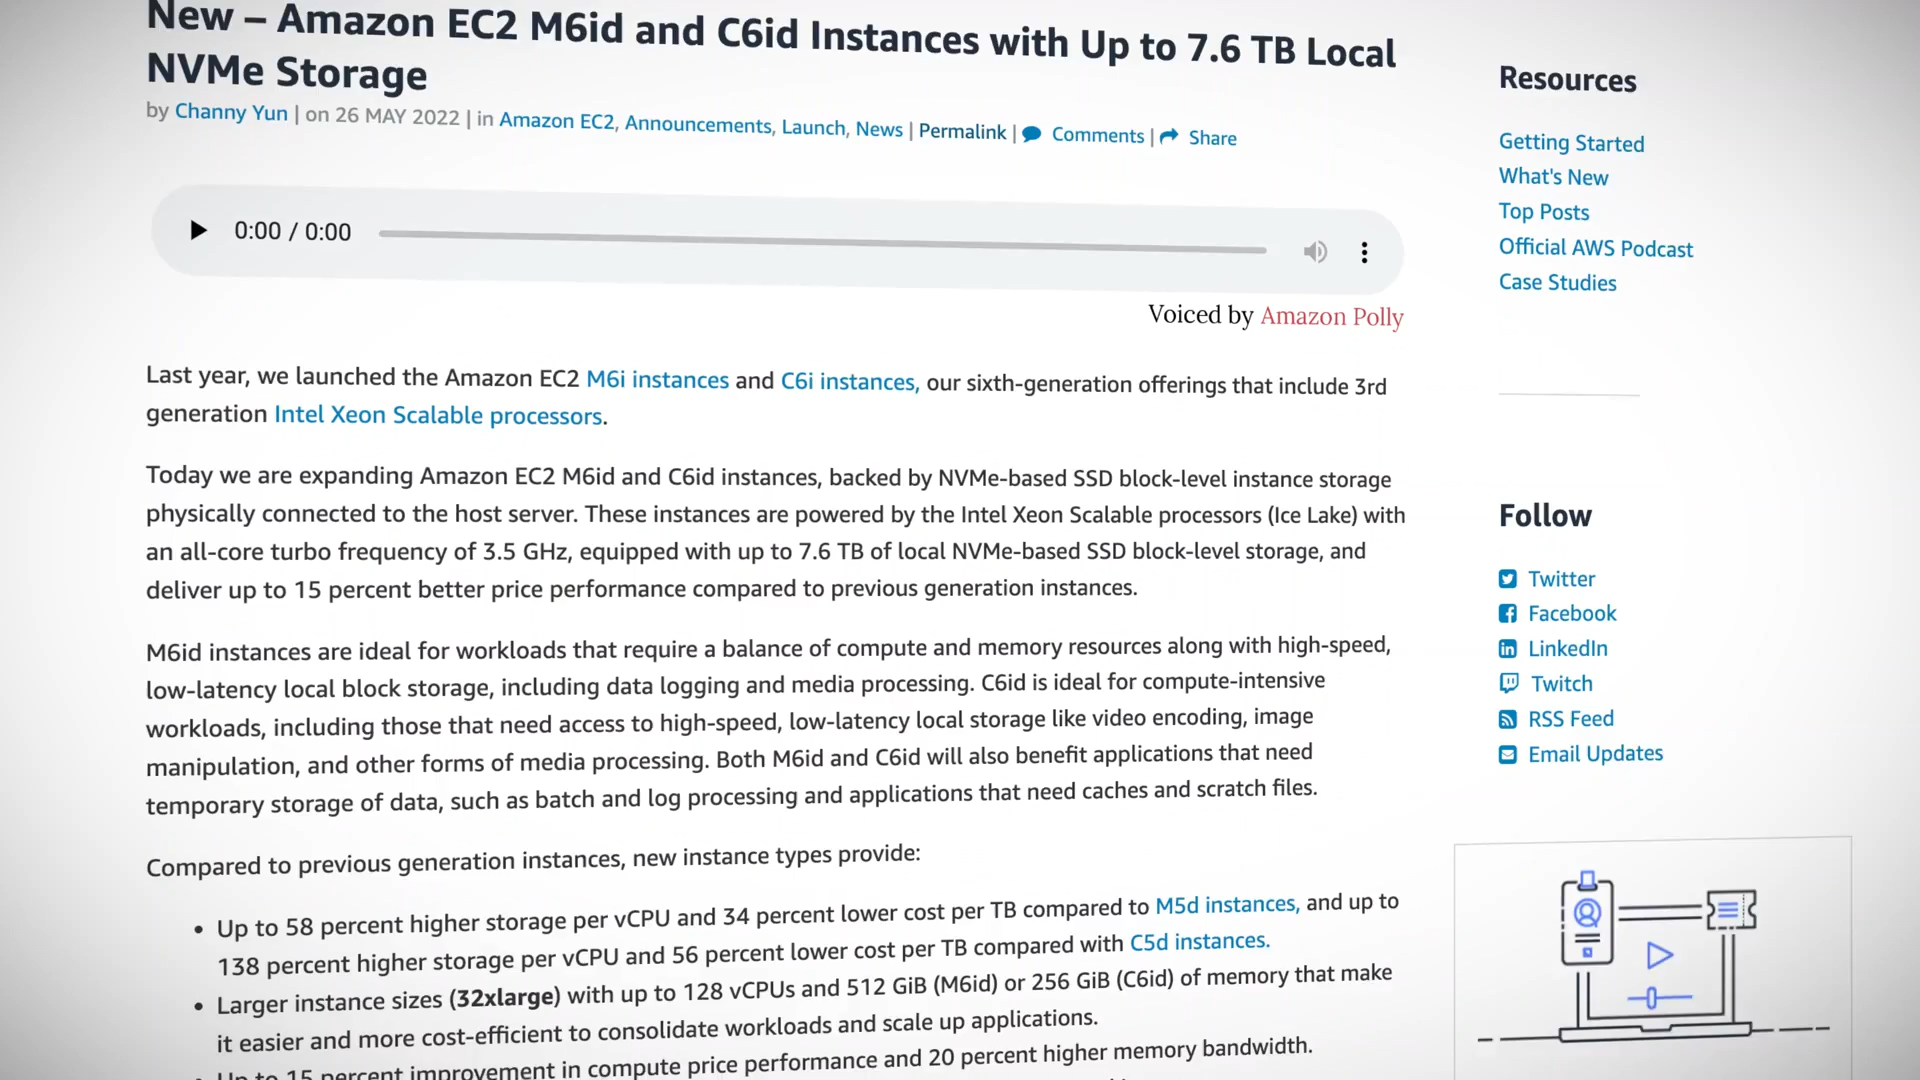 New – Amazon EC2 M6id and C6id Instances with Up to 7.6 TB Local
NVMe Storage
by Channy Yun | on 26 MAY 2022 | in Amazon EC2, Announcements, Launch, News | Permalink | Comments | Share
0:00 / 0:00
Voiced by Amazon Polly
Last year, we launched the Amazon EC2 M6i instances and C6i instances, our sixth-generation offerings that include 3rd
generation Intel Xeon Scalable processors.
Today we are expanding Amazon EC2 M6id and C6id instances, backed by NVMe-based SSD block-level instance storage
physically connected to the host server. These instances are powered by the Intel Xeon Scalable processors (Ice Lake) with
an all-core turbo frequency of 3.5 GHz, equipped with up to 7.6 TB of local NVMe-based SSD block-level storage, and
deliver up to 15 percent better price performance compared to previous generation instances.
M6id instances are ideal for workloads that require a balance of compute and memory resources along with high-speed,
low-latency local block storage, including data logging and media processing. C6id is ideal for compute-intensive
workloads, including those that need access to high-speed, low-latency local storage like video encoding, image
manipulation, and other forms of media processing. Both M6id and C6id will also benefit applications that need
temporary storage of data, such as batch and log processing and applications that need caches and scratch files.
Compared to previous generation instances, new instance types provide:
• Up to 58 percent higher storage per vCPU and 34 percent lower cost per TB compared to M5d instances, and up to
138 percent higher storage per vCPU and 56 percent lower cost per TB compared with C5d instances.
• Larger instance sizes (32xlarge) with up to 128 vCPUs and 512 GiB (M6id) or 256 GiB (C6id) of memory that make
it easier and more cost-efficient to consolidate workloads and scale up applications.
• Up to 15 percent improvement in compute price performance and 20 percent higher memory bandwidth.
Resources
Getting Started
What's New
Top Posts
Official AWS Podcast
Case Studies
Follow
Twitter
Facebook
LinkedIn
Twitch
RSS Feed
Email Updates